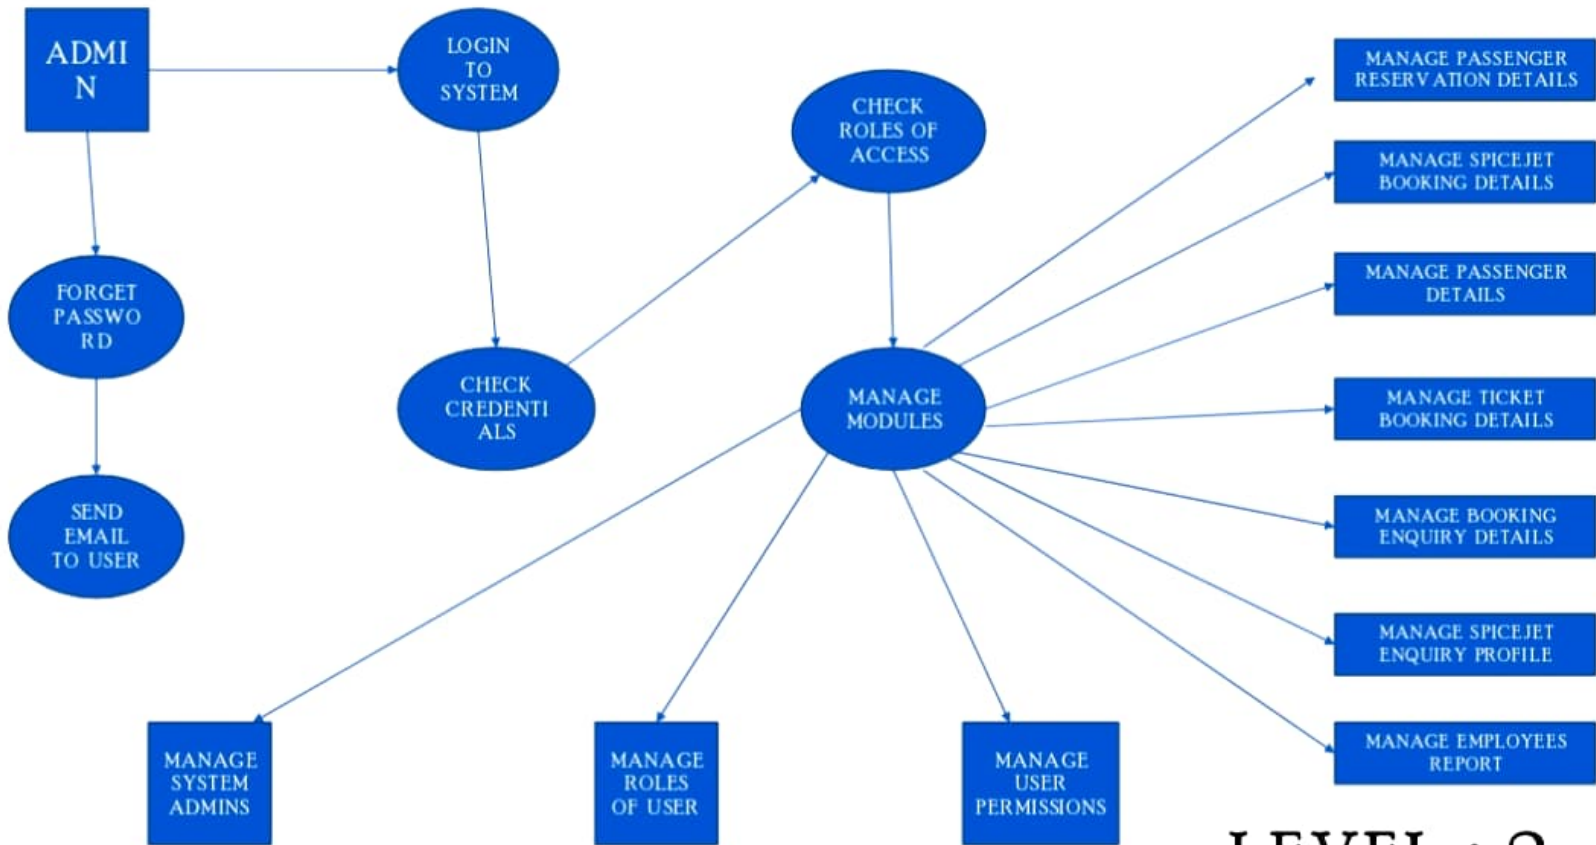 ADMI
N
LOGIN
TO
SYSTEM
CHECK
ROLES OF
ACCESS
MANAGE PASSENGER
RESERVATION DETAILS
MANAGE SPICEJET
BOOKING DETAILS
MANAGE PASSENGER
DETAILS
FORGET
PASSWO
RD
CHECK
CREDENTI
ALS
MANAGE
MODULES
MANAGE TICKET
BOOKING DETAILS
SEND
EMAIL
TO USER
MANAGE BOOKING
ENQUIRY DETAILS
MANAGE SPICEJET
ENQUIRY PROFILE
MANAGE EMPLOYEES
REPORT
MANAGE
SYSTEM
ADMINS
MANAGE
ROLES
OF USER
MANAGE
USER
PERMISSIONS